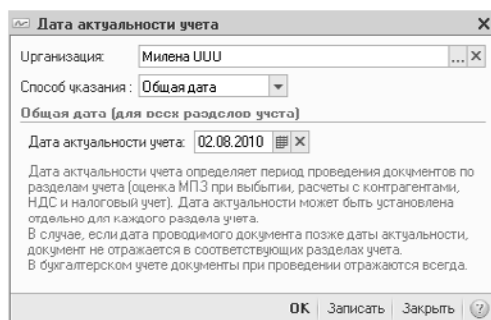 Дата актуальности учета
Организация: Милена UUU ...
Способ указания : Общая дата
Общая дата (для всех разделов учета)
Дата актуальности учета: 02.08.2010
Дата актуальности учета определяет период проведения документов по
разделам учета (оценка МПЗ при выбытии, расчеты с контрагентами,
НДС и налоговый учет). Дата актуальности может быть установлена
отдельно для каждого раздела учета.
В случае, если дата проводимого документа позже даты актуальности,
документ не отражается в соответствующих разделах учета.
В бухгалтерском учете документы при проведении отражаются всегда.
OK Записать Закрыть ?